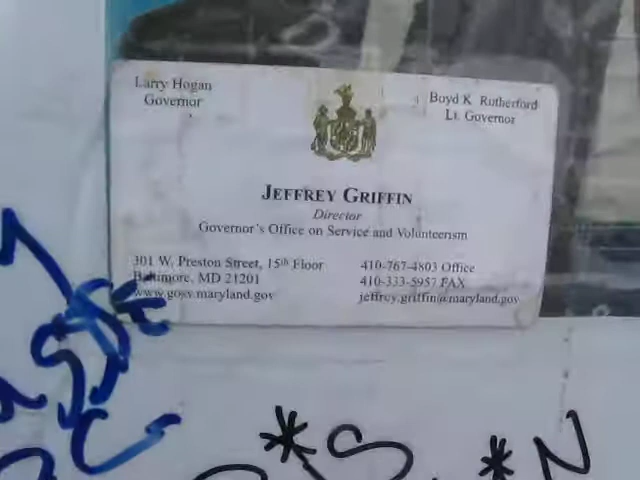 Larry Hogan
Governor
Boyd K. Rutherford
Lt. Governor
JEFFREY GRIFFIN
Director
Governor's Office on Service and Volunteerism
301 W. Preston Street, 15th Floor
Baltimore, MD 21201
www.gosv.maryland.gov
410-767-4803 Office
410-333-5957 FAX
jeffrey.griffin@maryland.gov
*S
*N